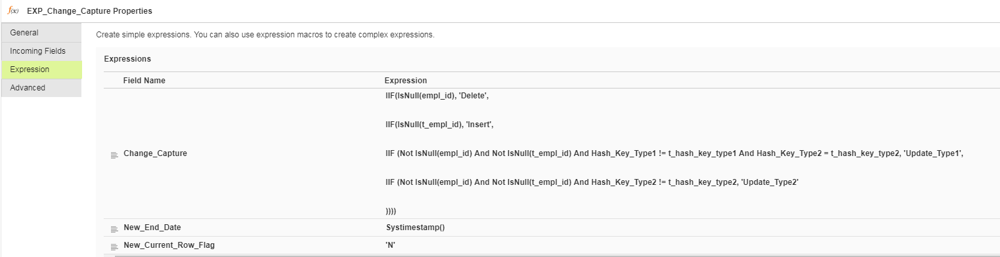 f(x) EXP_Change_Capture Properties
General
Incoming Fields
Expression
Advanced
Create simple expressions. You can also use expression macros to create complex expressions.
Expressions
Field Name Expression
Change_Capture
IIF(IsNull(empl_id), 'Delete',
IIF(IsNull(t_empl_id), 'Insert',
IIF (Not IsNull(empl_id) And Not IsNull(t_empl_id) And Hash_Key_Type1 != t_hash_key_type1 And Hash_Key_Type2 = t_hash_key_type2, 'Update_Type1',
IIF (Not IsNull(empl_id) And Not IsNull(t_empl_id) And Hash_Key_Type2 != t_hash_key_type2, 'Update_Type2'
))))
New_End_Date Systimestamp()
New_Current_Row_Flag 'N'